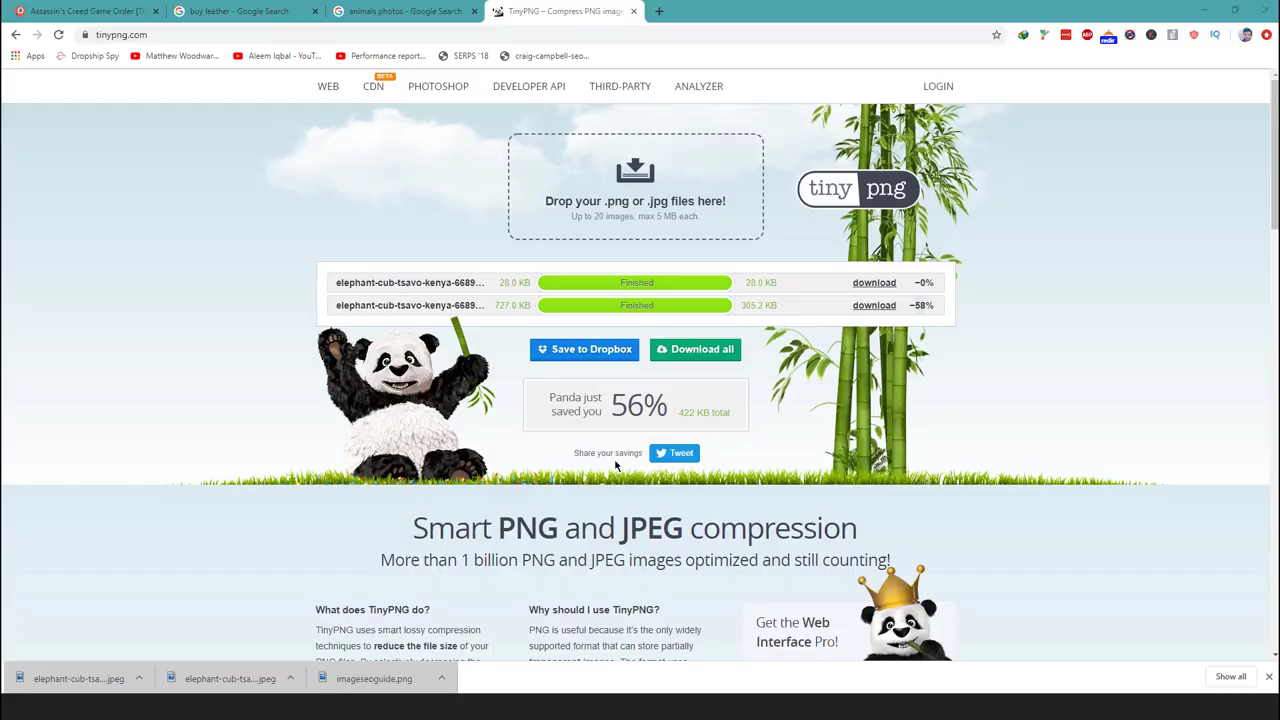 Assassin's Creed Game Order [T
buy leather - Google Search
animals photos - Google Search
TinyPNG – Compress PNG image
tinypng.com
Apps
Dropship Spy
Matthew Woodwar...
Aleem Iqbal - YouT...
Performance report...
SERPS '18
craig-campbell-seo...
WEB
CDN
BETA
PHOTOSHOP
DEVELOPER API
THIRD-PARTY
ANALYZER
LOGIN
Drop your .png or .jpg files here!
Up to 20 images, max 5 MB each.
tiny png
elephant-cub-tsavo-kenya-6689... 28.0 KB Finished 28.0 KB download −0%
elephant-cub-tsavo-kenya-6689... 727.0 KB Finished 305.2 KB download −58%
Save to Dropbox
Download all
Panda just
saved you
56%
422 KB total
Share your savings
Tweet
Smart PNG and JPEG compression
More than 1 billion PNG and JPEG images optimized and still counting!
What does TinyPNG do?
TinyPNG uses smart lossy compression
techniques to reduce the file size of your
Why should I use TinyPNG?
PNG is useful because it's the only widely
supported format that can store partially
Get the Web
Interface Pro!
elephant-cub-tsa....jpeg
elephant-cub-tsa....jpeg
imageseoguide.png
Show all